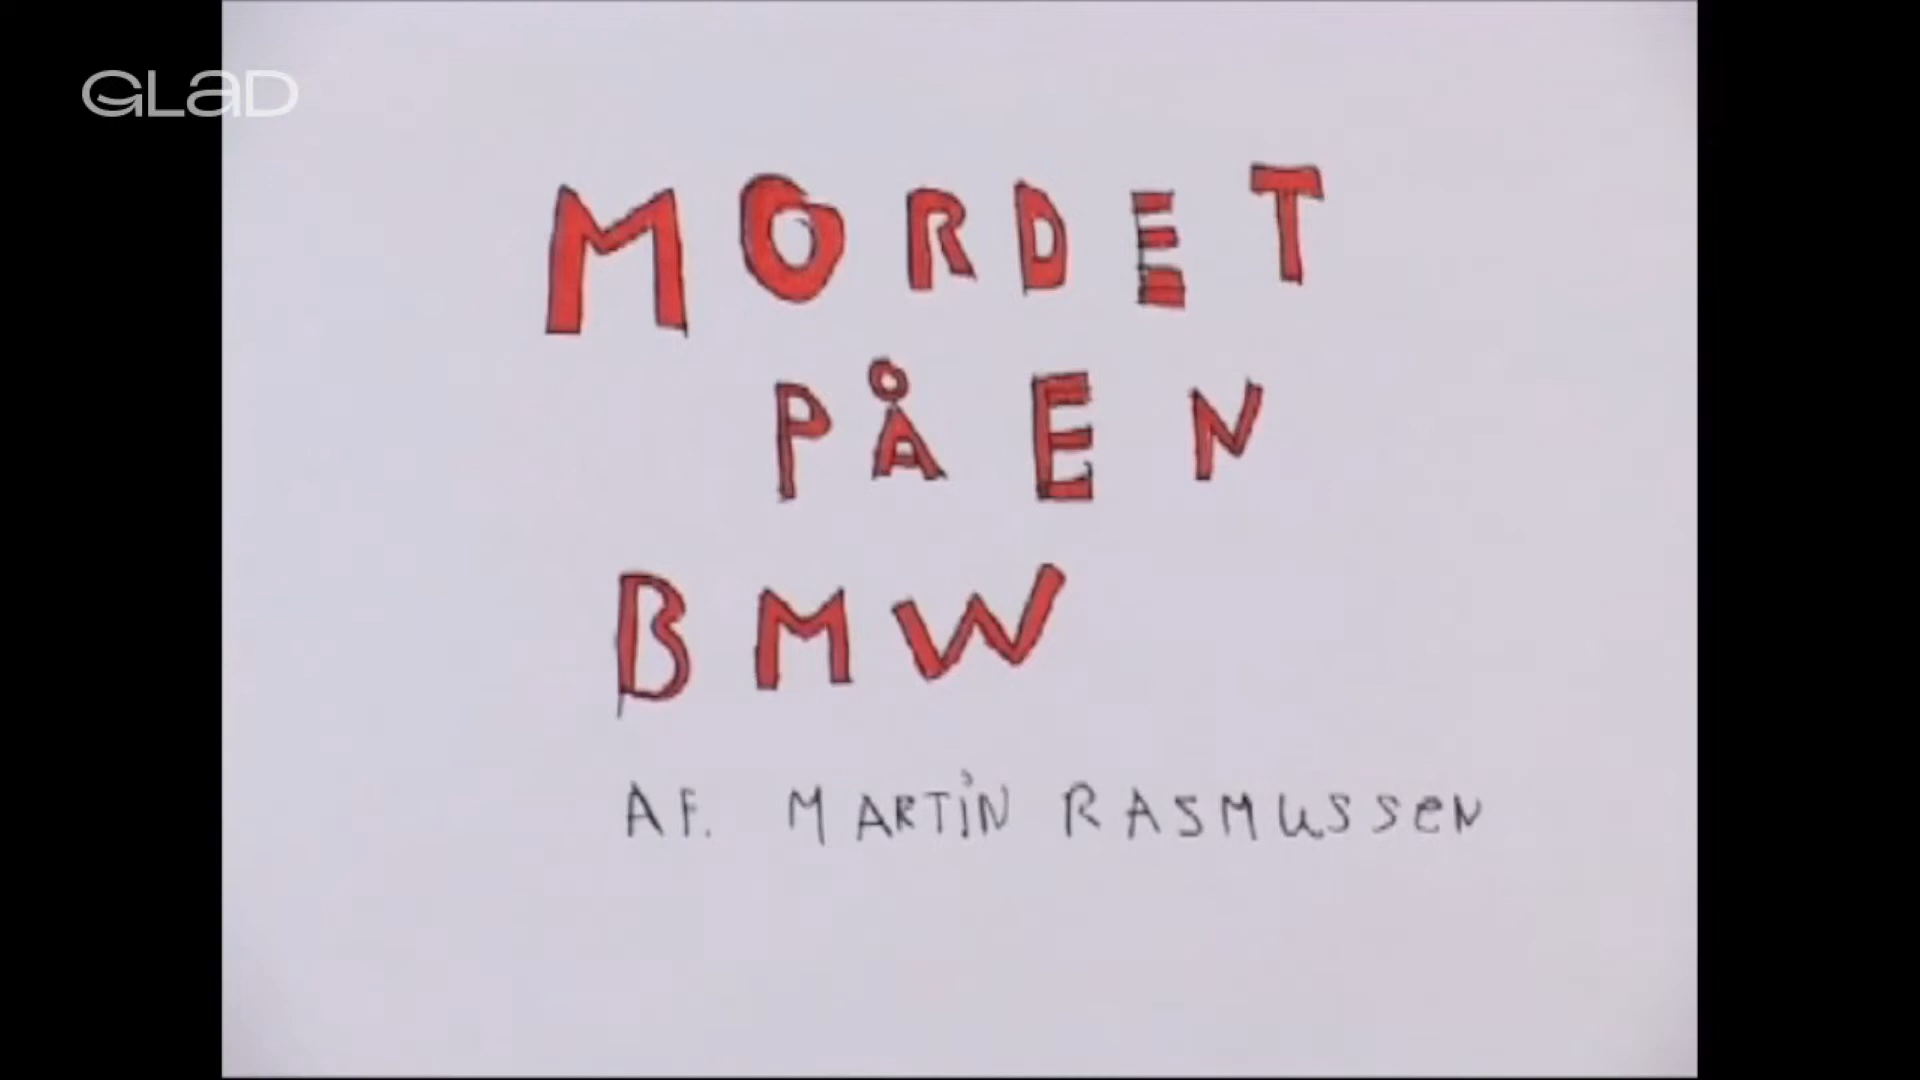 GLAD
MORDET
PÅ EN
BMW
AF. MARTIN RASMUSSEN